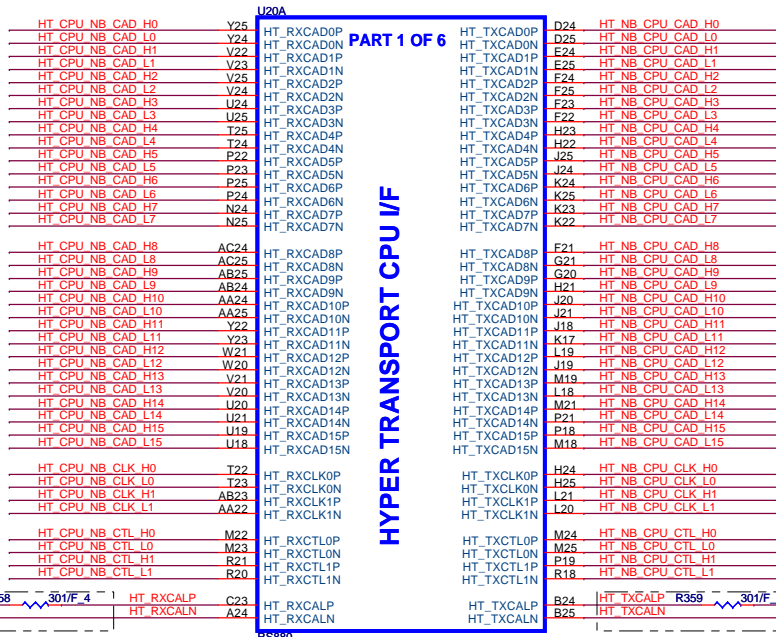 U20A
PART 1 OF 6
HYPER TRANSPORT CPU I/F
HT_CPU_NB_CAD_H0 Y25 HT_RXCAD0P HT_TXCAD0P D24 HT_NB_CPU_CAD_H0
HT_CPU_NB_CAD_L0 Y24 HT_RXCAD0N HT_TXCAD0N D25 HT_NB_CPU_CAD_L0
HT_CPU_NB_CAD_H1 V22 HT_RXCAD1P HT_TXCAD1P E24 HT_NB_CPU_CAD_H1
HT_CPU_NB_CAD_L1 V23 HT_RXCAD1N HT_TXCAD1N E25 HT_NB_CPU_CAD_L1
HT_CPU_NB_CAD_H2 V25 HT_RXCAD2P HT_TXCAD2P F24 HT_NB_CPU_CAD_H2
HT_CPU_NB_CAD_L2 V24 HT_RXCAD2N HT_TXCAD2N F25 HT_NB_CPU_CAD_L2
HT_CPU_NB_CAD_H3 U24 HT_RXCAD3P HT_TXCAD3P F23 HT_NB_CPU_CAD_H3
HT_CPU_NB_CAD_L3 U25 HT_RXCAD3N HT_TXCAD3N F22 HT_NB_CPU_CAD_L3
HT_CPU_NB_CAD_H4 T25 HT_RXCAD4P HT_TXCAD4P H23 HT_NB_CPU_CAD_H4
HT_CPU_NB_CAD_L4 T24 HT_RXCAD4N HT_TXCAD4N H22 HT_NB_CPU_CAD_L4
HT_CPU_NB_CAD_H5 P22 HT_RXCAD5P HT_TXCAD5P J25 HT_NB_CPU_CAD_H5
HT_CPU_NB_CAD_L5 P23 HT_RXCAD5N HT_TXCAD5N J24 HT_NB_CPU_CAD_L5
HT_CPU_NB_CAD_H6 P25 HT_RXCAD6P HT_TXCAD6P K24 HT_NB_CPU_CAD_H6
HT_CPU_NB_CAD_L6 P24 HT_RXCAD6N HT_TXCAD6N K25 HT_NB_CPU_CAD_L6
HT_CPU_NB_CAD_H7 N24 HT_RXCAD7P HT_TXCAD7P K23 HT_NB_CPU_CAD_H7
HT_CPU_NB_CAD_L7 N25 HT_RXCAD7N HT_TXCAD7N K22 HT_NB_CPU_CAD_L7
HT_CPU_NB_CAD_H8 AC24 HT_RXCAD8P HT_TXCAD8P F21 HT_NB_CPU_CAD_H8
HT_CPU_NB_CAD_L8 AC25 HT_RXCAD8N HT_TXCAD8N G21 HT_NB_CPU_CAD_L8
HT_CPU_NB_CAD_H9 AB25 HT_RXCAD9P HT_TXCAD9P G20 HT_NB_CPU_CAD_H9
HT_CPU_NB_CAD_L9 AB24 HT_RXCAD9N HT_TXCAD9N H21 HT_NB_CPU_CAD_L9
HT_CPU_NB_CAD_H10 AA24 HT_RXCAD10P HT_TXCAD10P J20 HT_NB_CPU_CAD_H10
HT_CPU_NB_CAD_L10 AA25 HT_RXCAD10N HT_TXCAD10N J21 HT_NB_CPU_CAD_L10
HT_CPU_NB_CAD_H11 Y22 HT_RXCAD11P HT_TXCAD11P J18 HT_NB_CPU_CAD_H11
HT_CPU_NB_CAD_L11 Y23 HT_RXCAD11N HT_TXCAD11N K17 HT_NB_CPU_CAD_L11
HT_CPU_NB_CAD_H12 W21 HT_RXCAD12P HT_TXCAD12P L19 HT_NB_CPU_CAD_H12
HT_CPU_NB_CAD_L12 W20 HT_RXCAD12N HT_TXCAD12N J19 HT_NB_CPU_CAD_L12
HT_CPU_NB_CAD_H13 V21 HT_RXCAD13P HT_TXCAD13P M19 HT_NB_CPU_CAD_H13
HT_CPU_NB_CAD_L13 V20 HT_RXCAD13N HT_TXCAD13N L18 HT_NB_CPU_CAD_L13
HT_CPU_NB_CAD_H14 U20 HT_RXCAD14P HT_TXCAD14P M21 HT_NB_CPU_CAD_H14
HT_CPU_NB_CAD_L14 U21 HT_RXCAD14N HT_TXCAD14N P21 HT_NB_CPU_CAD_L14
HT_CPU_NB_CAD_H15 U19 HT_RXCAD15P HT_TXCAD15P P18 HT_NB_CPU_CAD_H15
HT_CPU_NB_CAD_L15 U18 HT_RXCAD15N HT_TXCAD15N M18 HT_NB_CPU_CAD_L15
HT_CPU_NB_CLK_H0 T22 HT_RXCLK0P HT_TXCLK0P H24 HT_NB_CPU_CLK_H0
HT_CPU_NB_CLK_L0 T23 HT_RXCLK0N HT_TXCLK0N H25 HT_NB_CPU_CLK_L0
HT_CPU_NB_CLK_H1 AB23 HT_RXCLK1P HT_TXCLK1P L21 HT_NB_CPU_CLK_H1
HT_CPU_NB_CLK_L1 AA22 HT_RXCLK1N HT_TXCLK1N L20 HT_NB_CPU_CLK_L1
HT_CPU_NB_CTL_H0 M22 HT_RXCTL0P HT_TXCTL0P M24 HT_NB_CPU_CTL_H0
HT_CPU_NB_CTL_L0 M23 HT_RXCTL0N HT_TXCTL0N M25 HT_NB_CPU_CTL_L0
HT_CPU_NB_CTL_H1 R21 HT_RXCTL1P HT_TXCTL1P P19 HT_NB_CPU_CTL_H1
HT_CPU_NB_CTL_L1 R20 HT_RXCTL1N HT_TXCTL1N R18 HT_NB_CPU_CTL_L1
58 301/F_4 HT_RXCALP C23 HT_RXCALP HT_TXCALP B24 HT_TXCALP R359 301/F_
HT_RXCALN A24 HT_RXCALN HT_TXCALN B25 HT_TXCALN